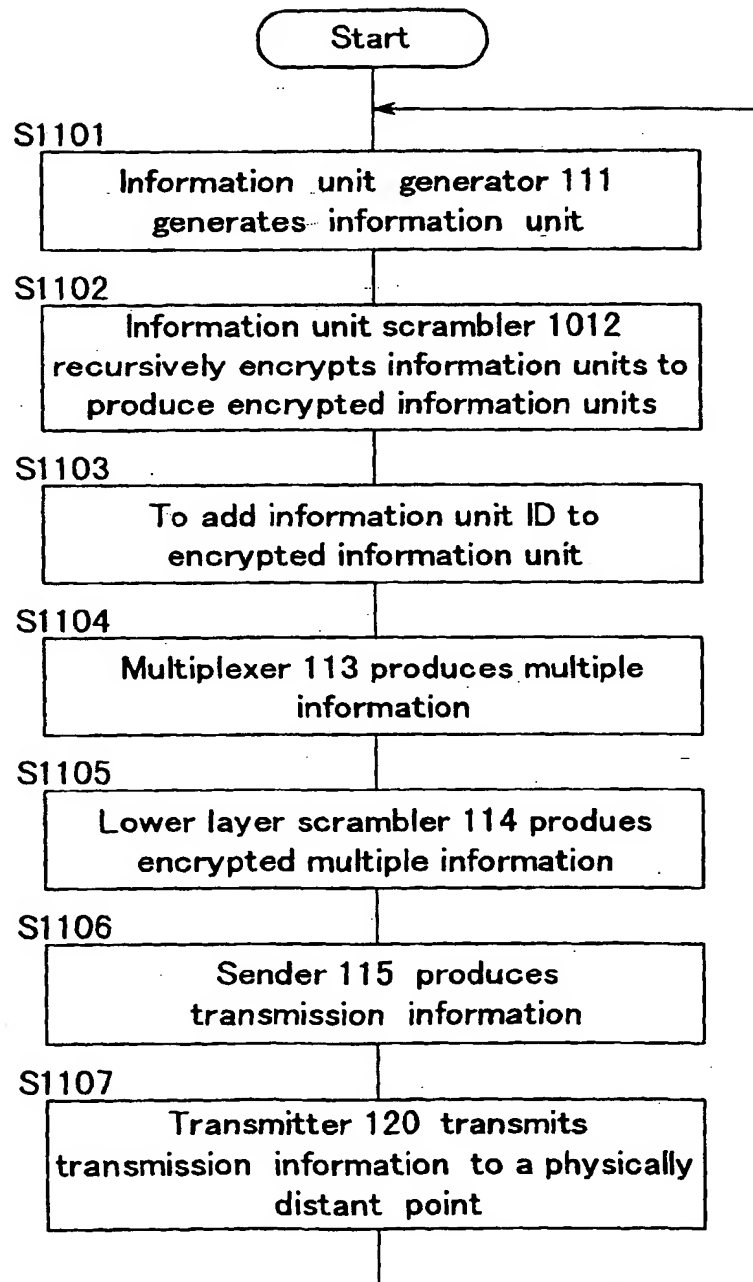 Start
S1101
Information unit generator 111
generates information unit
S1102
Information unit scrambler 1012
recursively encrypts information units to
produce encrypted information units
S1103
To add information unit ID to
encrypted information unit
S1104
Multiplexer 113 produces multiple
information
S1105
Lower layer scrambler 114 produes
encrypted multiple information
S1106
Sender 115 produces
transmission information
S1107
Transmitter 120 transmits
transmission information to a physically
distant point